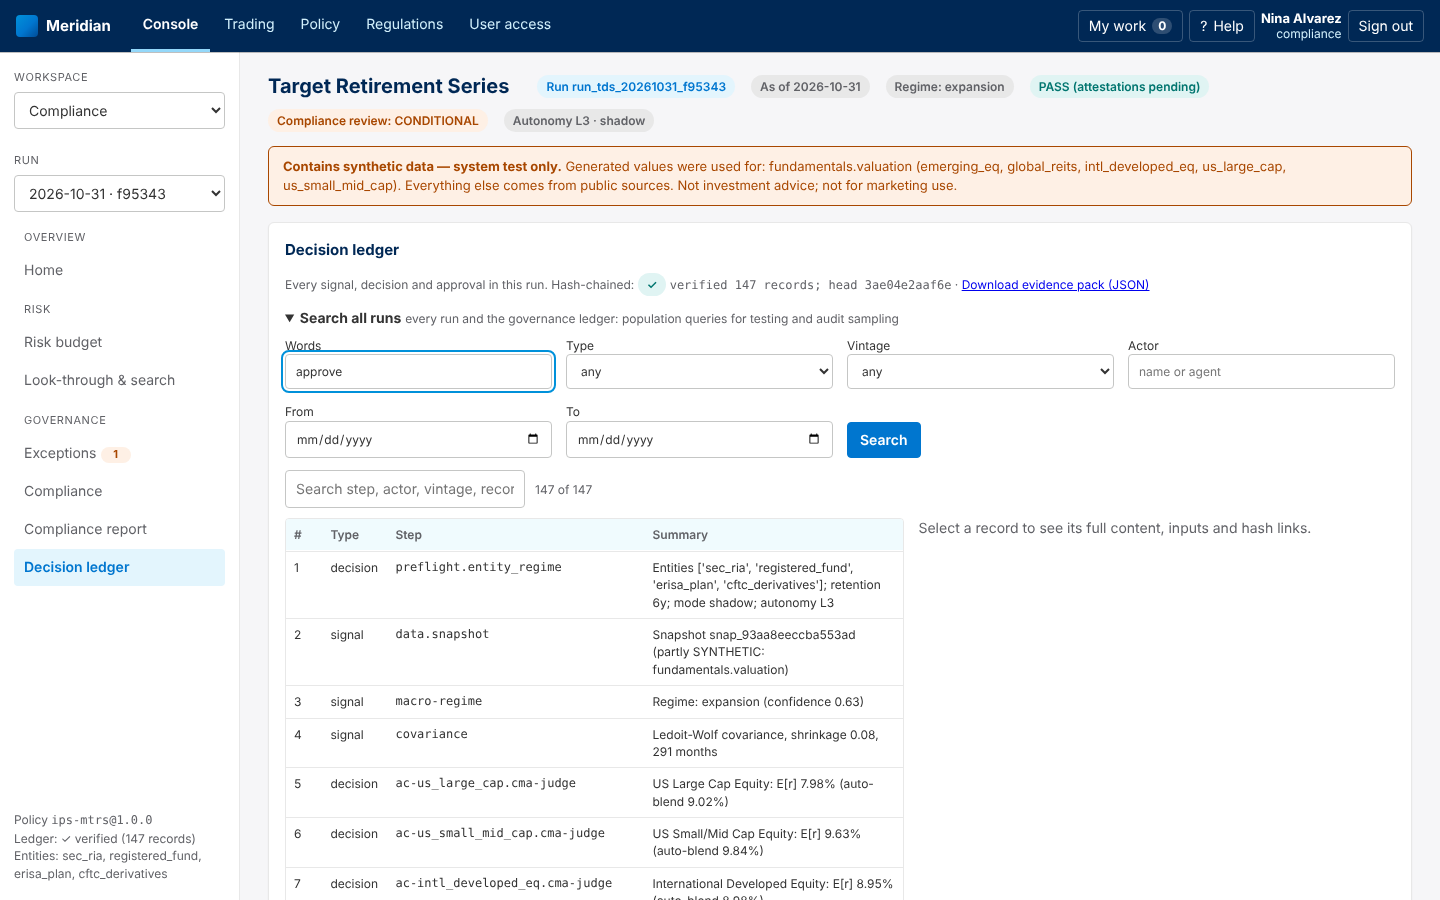 Meridian
Console
Trading
Policy
Regulations
User access
My work 0
? Help
Nina Alvarez
compliance
Sign out
WORKSPACE
Compliance
RUN
2026-10-31 · f95343
OVERVIEW
Home
RISK
Risk budget
Look-through & search
GOVERNANCE
Exceptions 1
Compliance
Compliance report
Decision ledger
Policy ips-mtrs@1.0.0
Ledger: ✓ verified (147 records)
Entities: sec_ria, registered_fund,
erisa_plan, cftc_derivatives
Target Retirement Series
Run run_tds_20261031_f95343
As of 2026-10-31
Regime: expansion
PASS (attestations pending)
Compliance review: CONDITIONAL
Autonomy L3 · shadow
Contains synthetic data — system test only. Generated values were used for: fundamentals.valuation (emerging_eq, global_reits, intl_developed_eq, us_large_cap,
us_small_mid_cap). Everything else comes from public sources. Not investment advice; not for marketing use.
Decision ledger
Every signal, decision and approval in this run. Hash-chained: ✓ verified 147 records; head 3ae04e2aaf6e · Download evidence pack (JSON)
▼ Search all runs every run and the governance ledger: population queries for testing and audit sampling
Words
Type
Vintage
Actor
approve
any
any
name or agent
From
To
mm/dd/yyyy
mm/dd/yyyy
Search
Search step, actor, vintage, recor
147 of 147
# Type Step Summary
1 decision preflight.entity_regime Entities ['sec_ria', 'registered_fund',
'erisa_plan', 'cftc_derivatives']; retention
6y; mode shadow; autonomy L3
2 signal data.snapshot Snapshot snap_93aa8eeccba553ad
(partly SYNTHETIC:
fundamentals.valuation)
3 signal macro-regime Regime: expansion (confidence 0.63)
4 signal covariance Ledoit-Wolf covariance, shrinkage 0.08,
291 months
5 decision ac-us_large_cap.cma-judge US Large Cap Equity: E[r] 7.98% (auto-
blend 9.02%)
6 decision ac-us_small_mid_cap.cma-judge US Small/Mid Cap Equity: E[r] 9.63%
(auto-blend 9.84%)
7 decision ac-intl_developed_eq.cma-judge International Developed Equity: E[r] 8.95%
Select a record to see its full content, inputs and hash links.